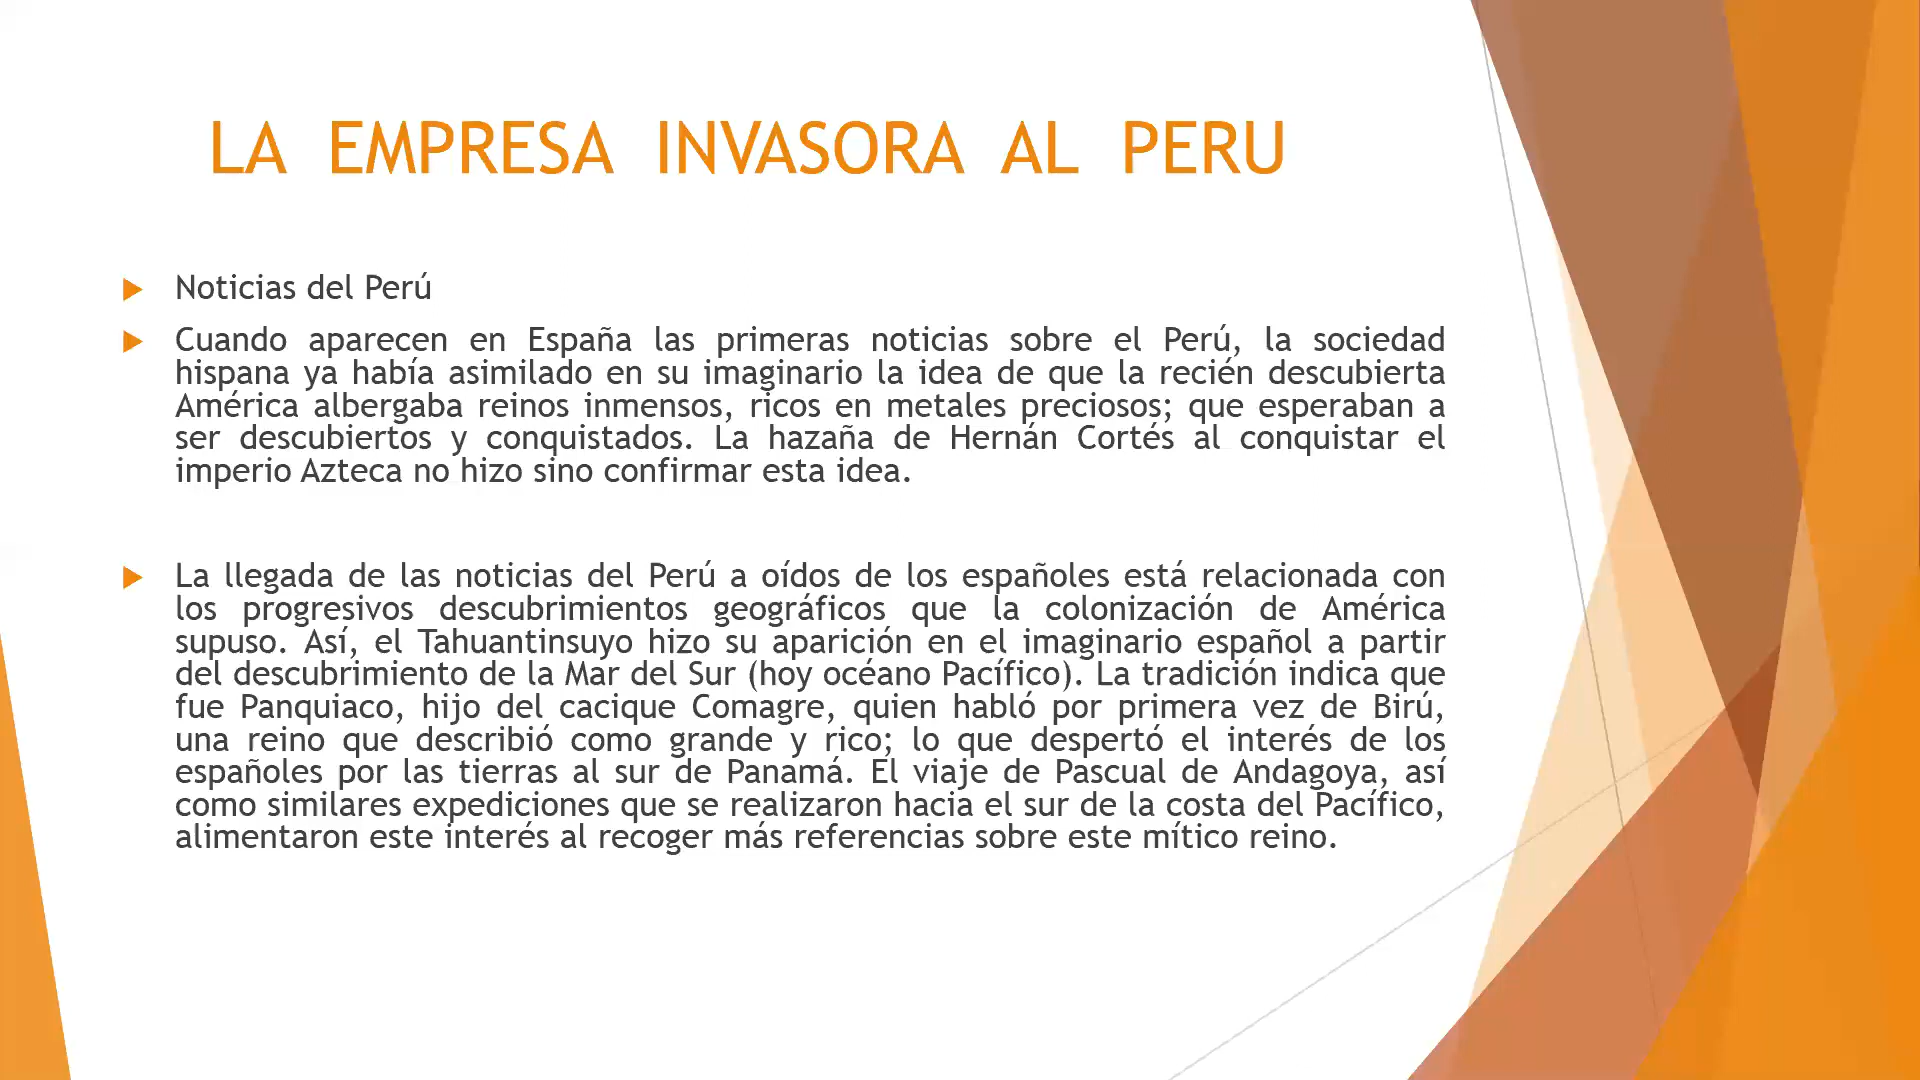 LA EMPRESA INVASORA AL PERU
Noticias del Perú
Cuando aparecen en España las primeras noticias sobre el Perú, la sociedad
hispana ya había asimilado en su imaginario la idea de que la recién descubierta
América albergaba reinos inmensos, ricos en metales preciosos; que esperaban a
ser descubiertos y conquistados. La hazaña de Hernán Cortés al conquistar el
imperio Azteca no hizo sino confirmar esta idea.
La llegada de las noticias del Perú a oídos de los españoles está relacionada con
los progresivos descubrimientos geográficos que la colonización de América
supuso. Así, el Tahuantinsuyo hizo su aparición en el imaginario español a partir
del descubrimiento de la Mar del Sur (hoy océano Pacífico). La tradición indica que
fue Panquiaco, hijo del cacique Comagre, quien habló por primera vez de Birú,
una reino que describió como grande y rico; lo que despertó el interés de los
españoles por las tierras al sur de Panamá. El viaje de Pascual de Andagoya, así
como similares expediciones que se realizaron hacia el sur de la costa del Pacífico,
alimentaron este interés al recoger más referencias sobre este mítico reino.